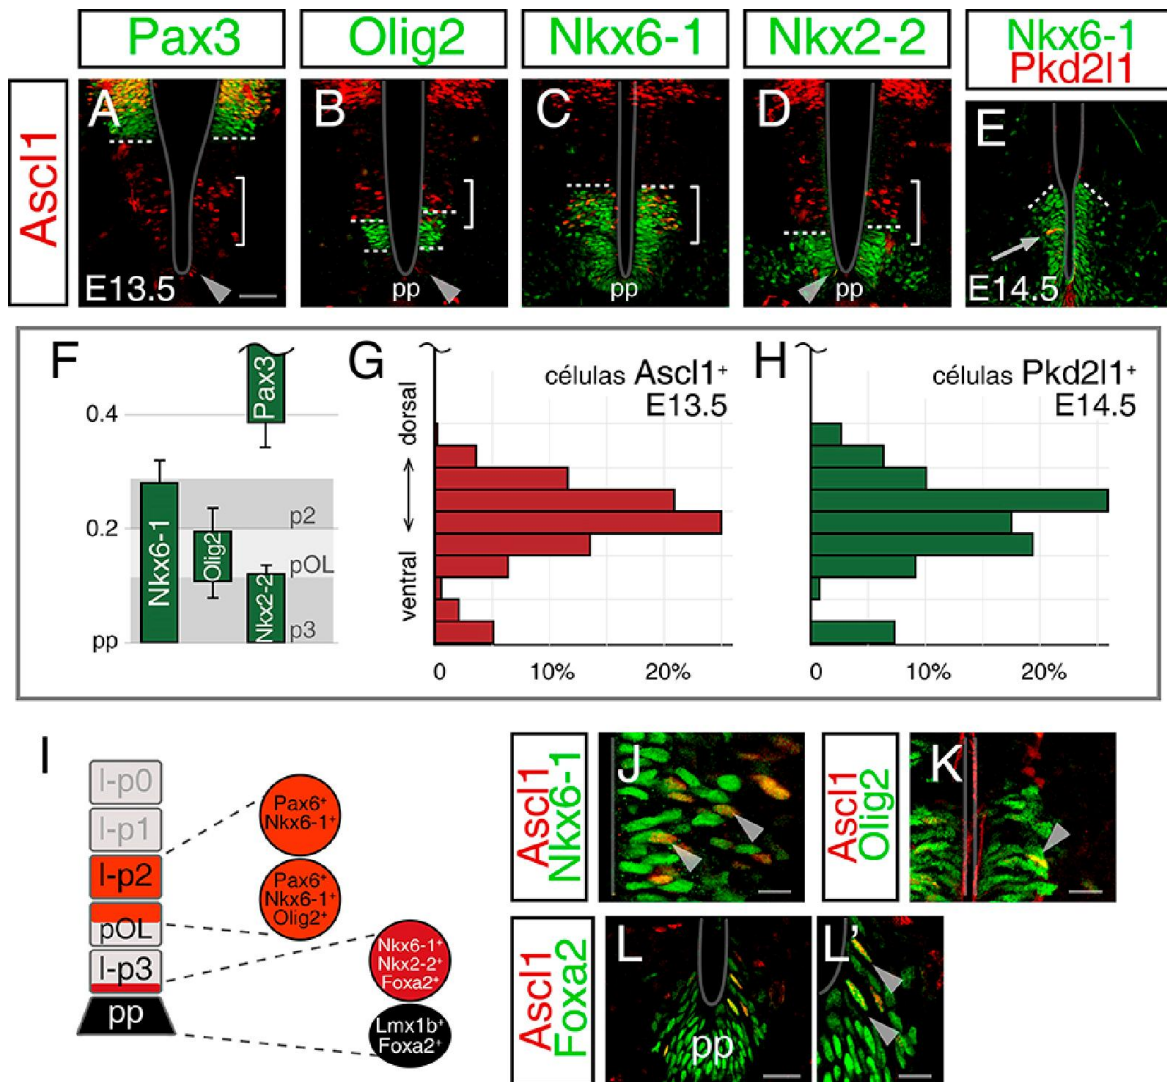 Pax3
Olig2
Nkx6-1
Nkx2-2
Nkx6-1
Pkd2l1
Ascl1
A
B
C
D
E
E13.5
pp
pp
pp
E14.5
F
Pax3
0.4
0.2
pp
Nkx6-1
Olig2
Nkx2-2
p2
pOL
p3
G
células Ascl1⁺
E13.5
dorsal
ventral
0
10%
20%
H
células Pkd2l1⁺
E14.5
0
10%
20%
I
l-p0
l-p1
l-p2
pOL
l-p3
pp
Pax6⁺
Nkx6-1⁺
Pax6⁺
Nkx6-1⁺
Olig2⁺
Nkx6-1⁺
Nkx2-2⁺
Foxa2⁺
Lmx1b⁺
Foxa2⁺
Ascl1
Nkx6-1
J
Ascl1
Olig2
K
Ascl1
Foxa2
L
pp
L'